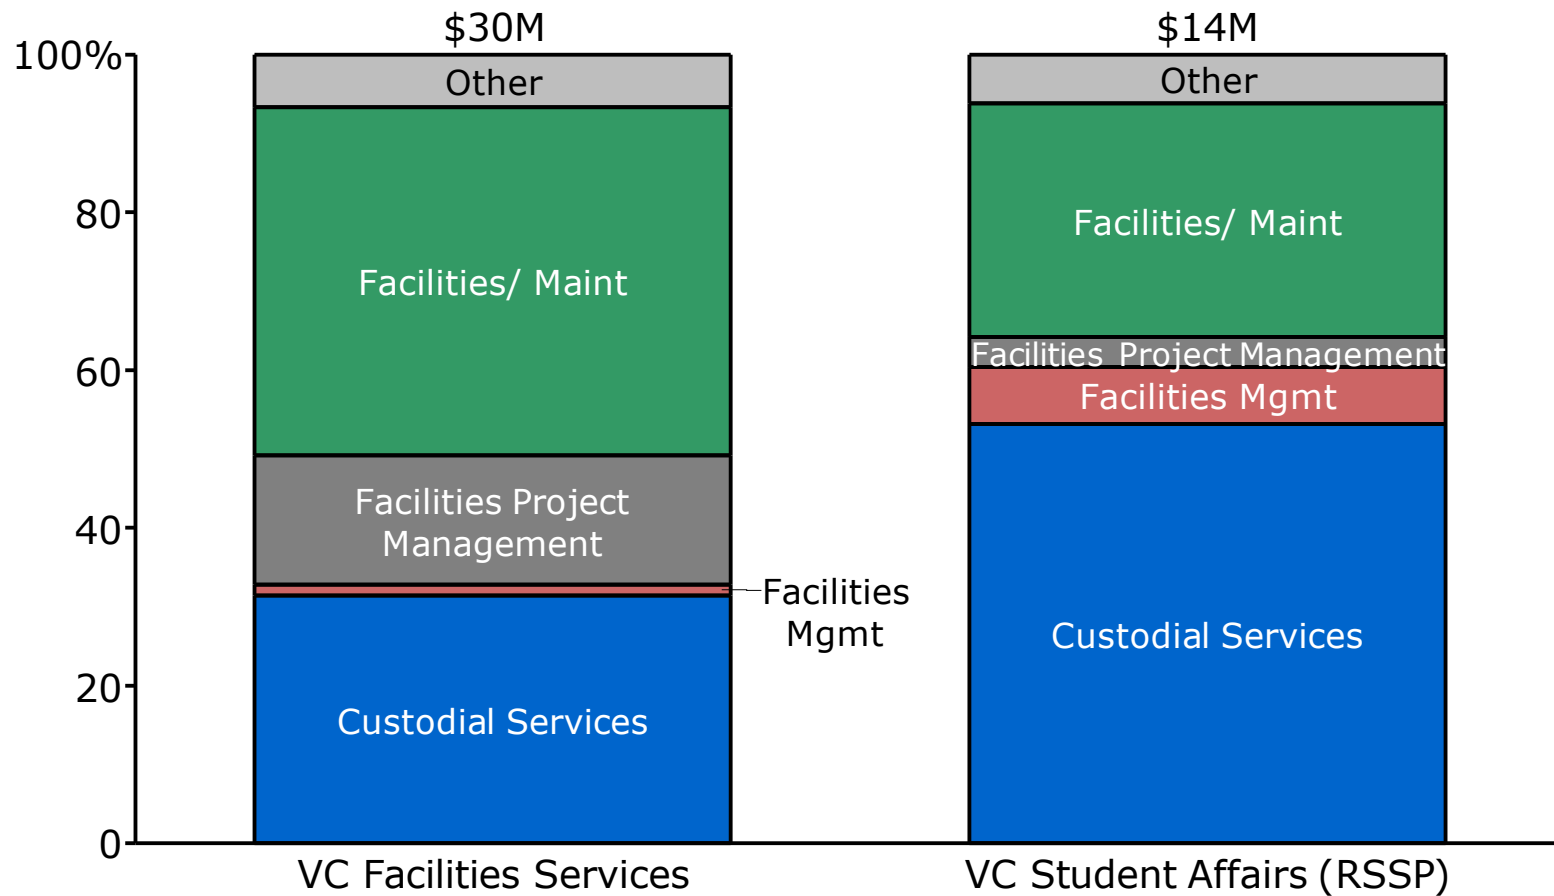 $30M
$14M
100%
80
60
40
20
0
Other
Facilities/ Maint
Facilities Project
Management
Facilities
Mgmt
Custodial Services
Other
Facilities/ Maint
Facilities Project Management
Facilities Mgmt
Custodial Services
VC Facilities Services
VC Student Affairs (RSSP)